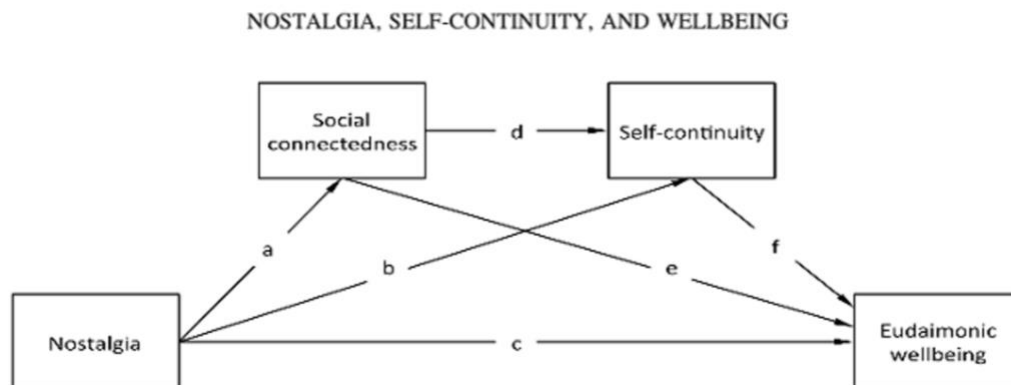 NOSTALGIA, SELF-CONTINUITY, AND WELLBEING
Social
connectedness
d
Self-continuity
a
b
e
f
Nostalgia
c
Eudaimonic
wellbeing